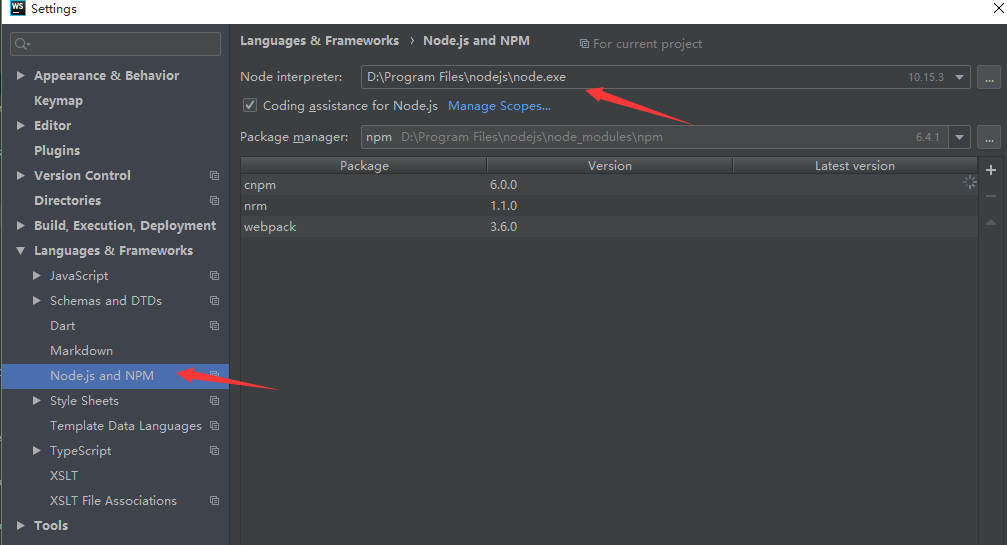 WS Settings
Languages & Frameworks › Node.js and NPM For current project
Node interpreter: D:\Program Files\nodejs\node.exe 10.15.3 ...
Coding assistance for Node.js Manage Scopes...
Package manager: npm D:\Program Files\nodejs\node_modules\npm 6.4.1 ...
Package Version Latest version
cnpm 6.0.0
nrm 1.1.0
webpack 3.6.0
Appearance & Behavior
Keymap
Editor
Plugins
Version Control
Directories
Build, Execution, Deployment
Languages & Frameworks
JavaScript
Schemas and DTDs
Dart
Markdown
Node.js and NPM
Style Sheets
Template Data Languages
TypeScript
XSLT
XSLT File Associations
Tools